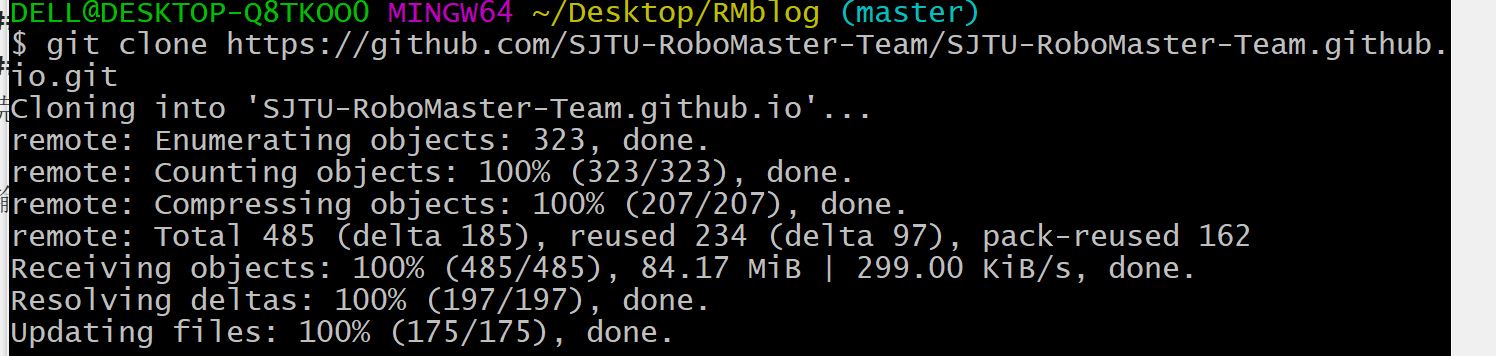 DELL@DESKTOP-Q8TKOOO MINGW64 ~/Desktop/RMblog (master)
$ git clone https://github.com/SJTU-RoboMaster-Team/SJTU-RoboMaster-Team.github.
io.git
Cloning into 'SJTU-RoboMaster-Team.github.io'...
remote: Enumerating objects: 323, done.
remote: Counting objects: 100% (323/323), done.
remote: Compressing objects: 100% (207/207), done.
remote: Total 485 (delta 185), reused 234 (delta 97), pack-reused 162
Receiving objects: 100% (485/485), 84.17 MiB | 299.00 KiB/s, done.
Resolving deltas: 100% (197/197), done.
Updating files: 100% (175/175), done.